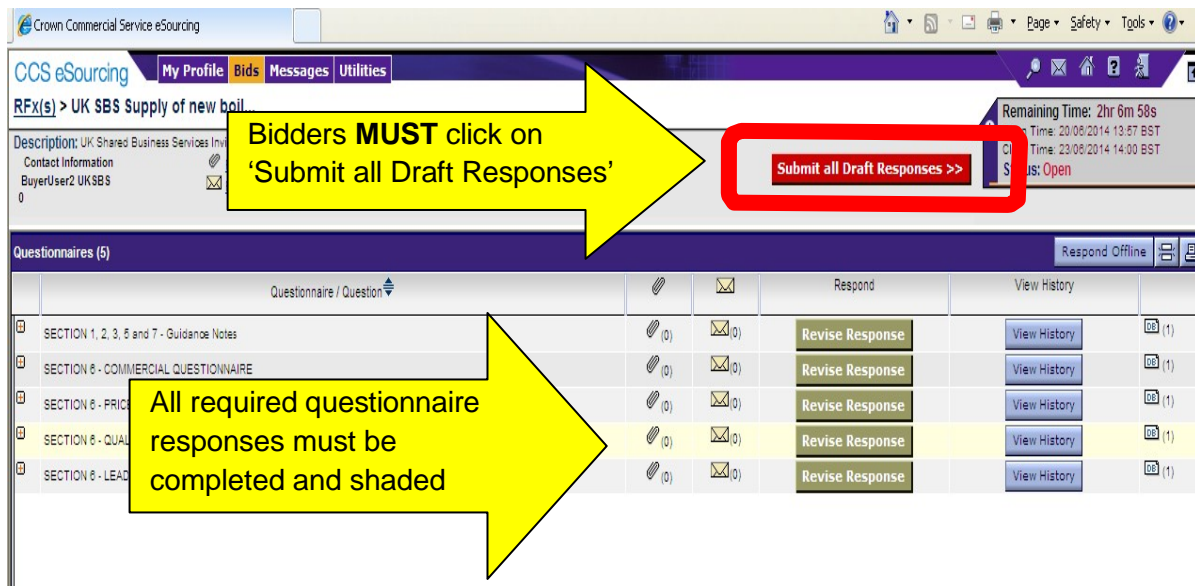 Crown Commercial Service eSourcing
Page Safety Tools
CCS eSourcing My Profile Bids Messages Utilities
RFx(s) > UK SBS Supply of new boil...
Description: UK Shared Business Services Invi
Contact Information
BuyerUser2 UKSBS
0
Bidders MUST click on
'Submit all Draft Responses'
Submit all Draft Responses >>
Remaining Time: 2hr 6m 58s
Time: 20/06/2014 13:57 BST
Time: 23/06/2014 14:00 BST
Status: Open
Questionnaires (5)
Respond Offline
Questionnaire / Question Respond View History
SECTION 1, 2, 3, 5 and 7 - Guidance Notes (0) (0) Revise Response View History DB (1)
SECTION 6 - COMMERCIAL QUESTIONNAIRE (0) (0) Revise Response View History DB (1)
SECTION 6 - PRICE (0) (0) Revise Response View History DB (1)
SECTION 6 - QUAL (0) (0) Revise Response View History DB (1)
SECTION 6 - LEAD (0) (0) Revise Response View History DB (1)
All required questionnaire
responses must be
completed and shaded